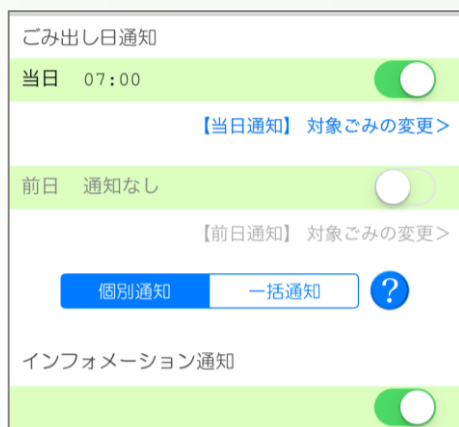 ごみ出し日通知
当日 07:00
【当日通知】 対象ごみの変更>
前日 通知なし
【前日通知】 対象ごみの変更>
個別通知 一括通知 ?
インフォメーション通知